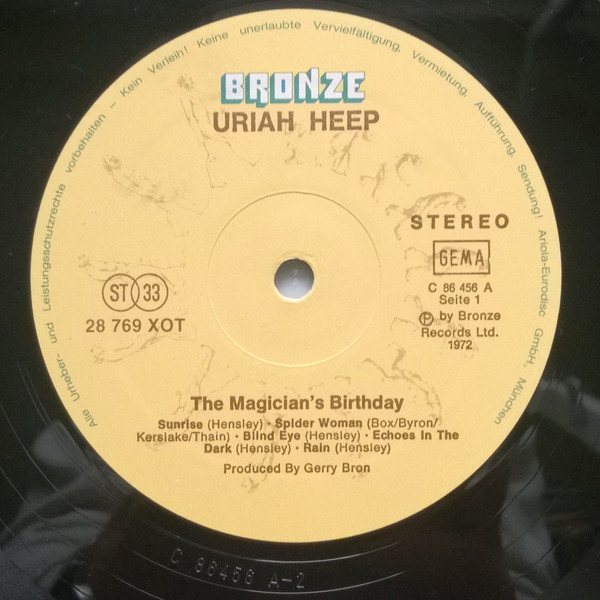 Alle Urheber- und Leistungsschutzrechte vorbehalten – Kein Verleih! Keine unerlaubte Vervielfältigung, Vermietung, Aufführung, Sendung! Ariola-Eurodisc GmbH, München
BRONZE
URIAH HEEP
STEREO
GEMA
C 86 456 A
Seite 1
Ⓟ by Bronze
Records Ltd.
1972
ST 33
28 769 XOT
The Magician's Birthday
Sunrise (Hensley) · Spider Woman (Box/Byron/
Kerslake/Thain) · Blind Eye (Hensley) · Echoes In The
Dark (Hensley) · Rain (Hensley)
Produced By Gerry Bron
C 86456 A-2